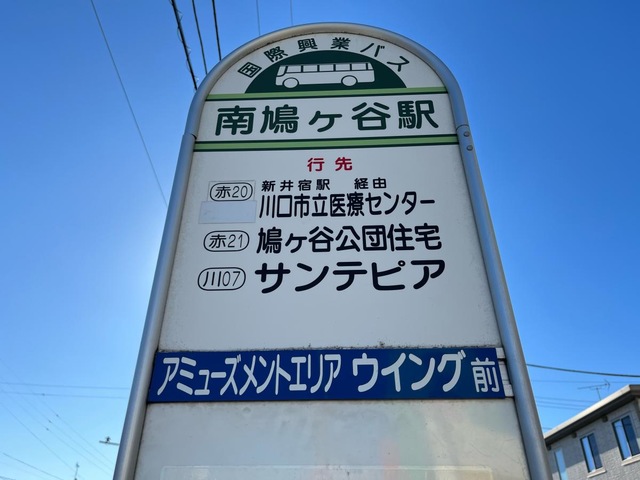 国際興業バス
南鳩ヶ谷駅
行先
赤20 新井宿駅 経由
川口市立医療センター
赤21 鳩ヶ谷公団住宅
川07 サンテピア
アミューズメントエリア ウイング前